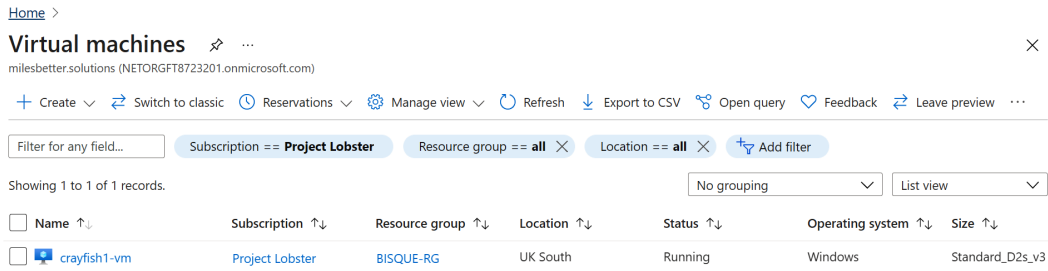 Home >
Virtual machines ...
milesbetter.solutions (NETORGFT8723201.onmicrosoft.com)
+ Create Switch to classic Reservations Manage view Refresh Export to CSV Open query Feedback Leave preview ...
Filter for any field... Subscription == Project Lobster Resource group == all Location == all Add filter
Showing 1 to 1 of 1 records. No grouping List view
Name ↑↓ Subscription ↑↓ Resource group ↑↓ Location ↑↓ Status ↑↓ Operating system ↑↓ Size ↑↓
crayfish1-vm Project Lobster BISQUE-RG UK South Running Windows Standard_D2s_v3